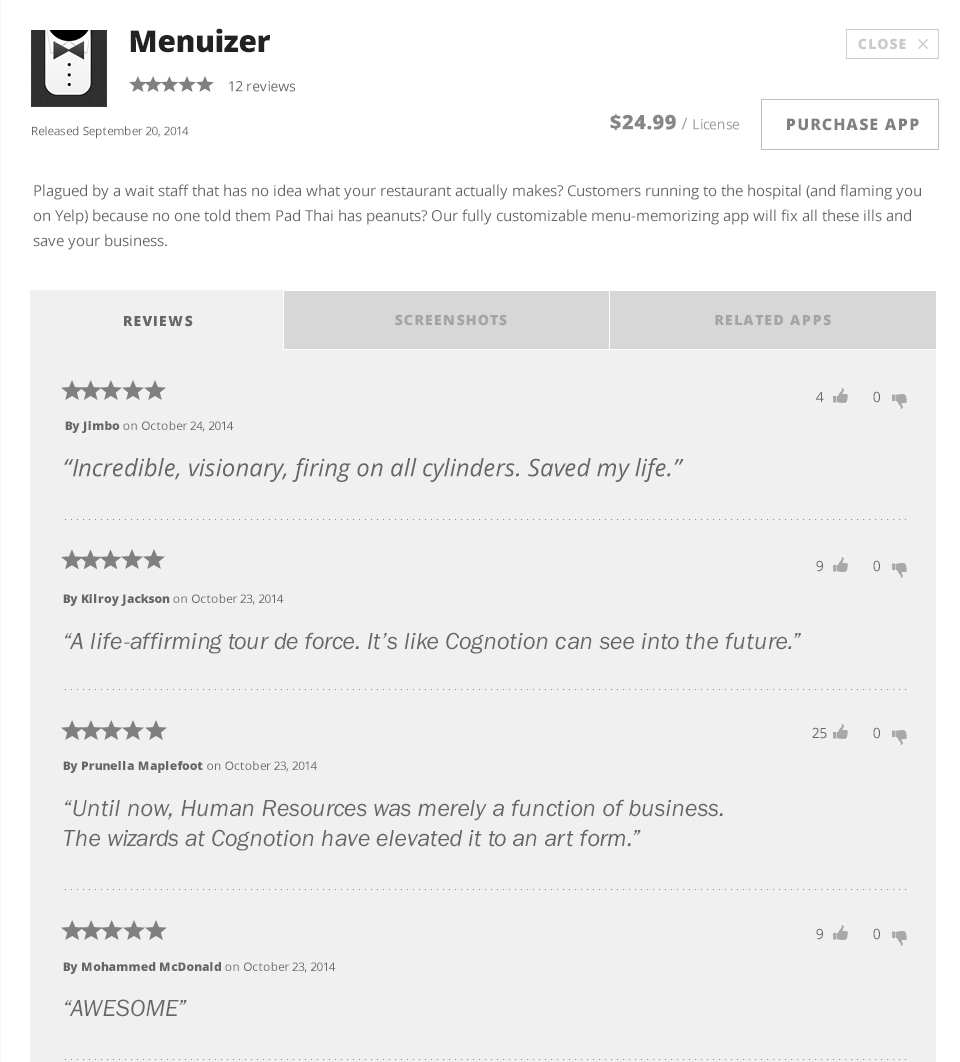 Menuizer
CLOSE
12 reviews
$24.99 / License
PURCHASE APP
Released September 20, 2014
Plagued by a wait staff that has no idea what your restaurant actually makes? Customers running to the hospital (and flaming you
on Yelp) because no one told them Pad Thai has peanuts? Our fully customizable menu-memorizing app will fix all these ills and
save your business.
REVIEWS
SCREENSHOTS
RELATED APPS
4 0
By Jimbo on October 24, 2014
“Incredible, visionary, firing on all cylinders. Saved my life.”
9 0
By Kilroy Jackson on October 23, 2014
“A life-affirming tour de force. It’s like Cognotion can see into the future.”
25 0
By Prunella Maplefoot on October 23, 2014
“Until now, Human Resources was merely a function of business.
The wizards at Cognotion have elevated it to an art form.”
9 0
By Mohammed McDonald on October 23, 2014
“AWESOME”